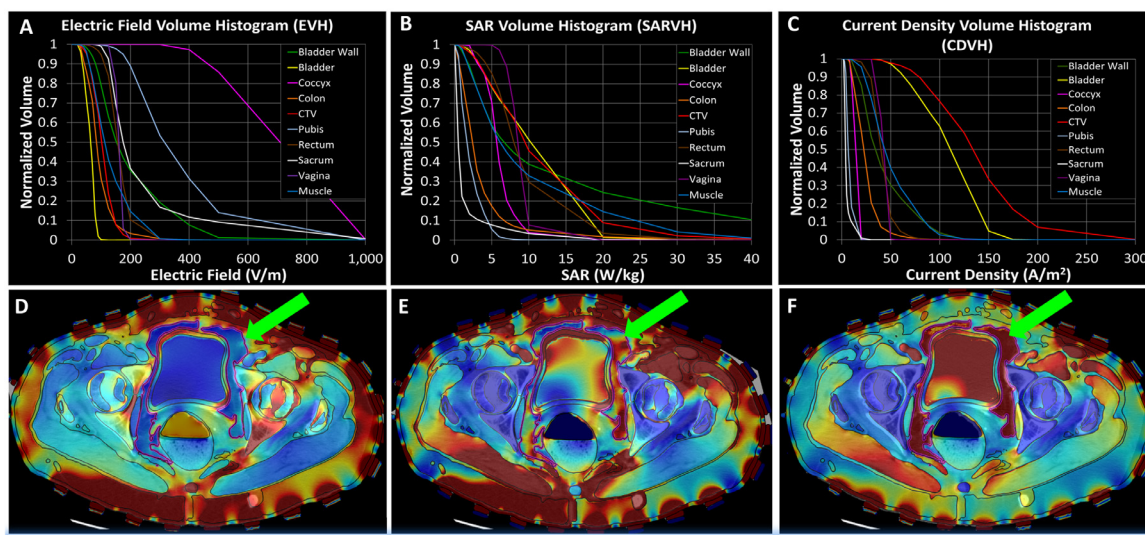 A
Electric Field Volume Histogram (EVH)
Normalized Volume
1
0.9
0.8
0.7
0.6
0.5
0.4
0.3
0.2
0.1
0
0
200
400
600
800
1,000
Electric Field (V/m)
Bladder Wall
Bladder
Coccyx
Colon
CTV
Pubis
Rectum
Sacrum
Vagina
Muscle
B
SAR Volume Histogram (SARVH)
Normalized Volume
1
0.9
0.8
0.7
0.6
0.5
0.4
0.3
0.2
0.1
0
0
5
10
15
20
25
30
35
40
SAR (W/kg)
Bladder Wall
Bladder
Coccyx
Colon
CTV
Pubis
Rectum
Sacrum
Vagina
Muscle
C
Current Density Volume Histogram
(CDVH)
Normalized Volume
1
0.9
0.8
0.7
0.6
0.5
0.4
0.3
0.2
0.1
0
0
50
100
150
200
250
300
Current Density (A/m²)
Bladder Wall
Bladder
Coccyx
Colon
CTV
Pubis
Rectum
Sacrum
Vagina
Muscle
D
E
F